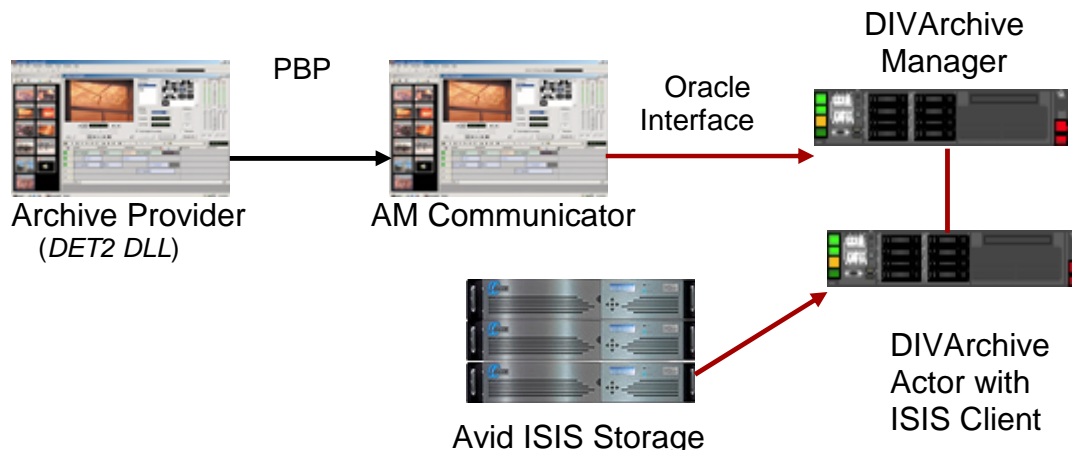 DIVArchive
Manager
PBP
Oracle
Interface
Archive Provider
(DET2 DLL)
AM Communicator
DIVArchive
Actor with
ISIS Client
Avid ISIS Storage